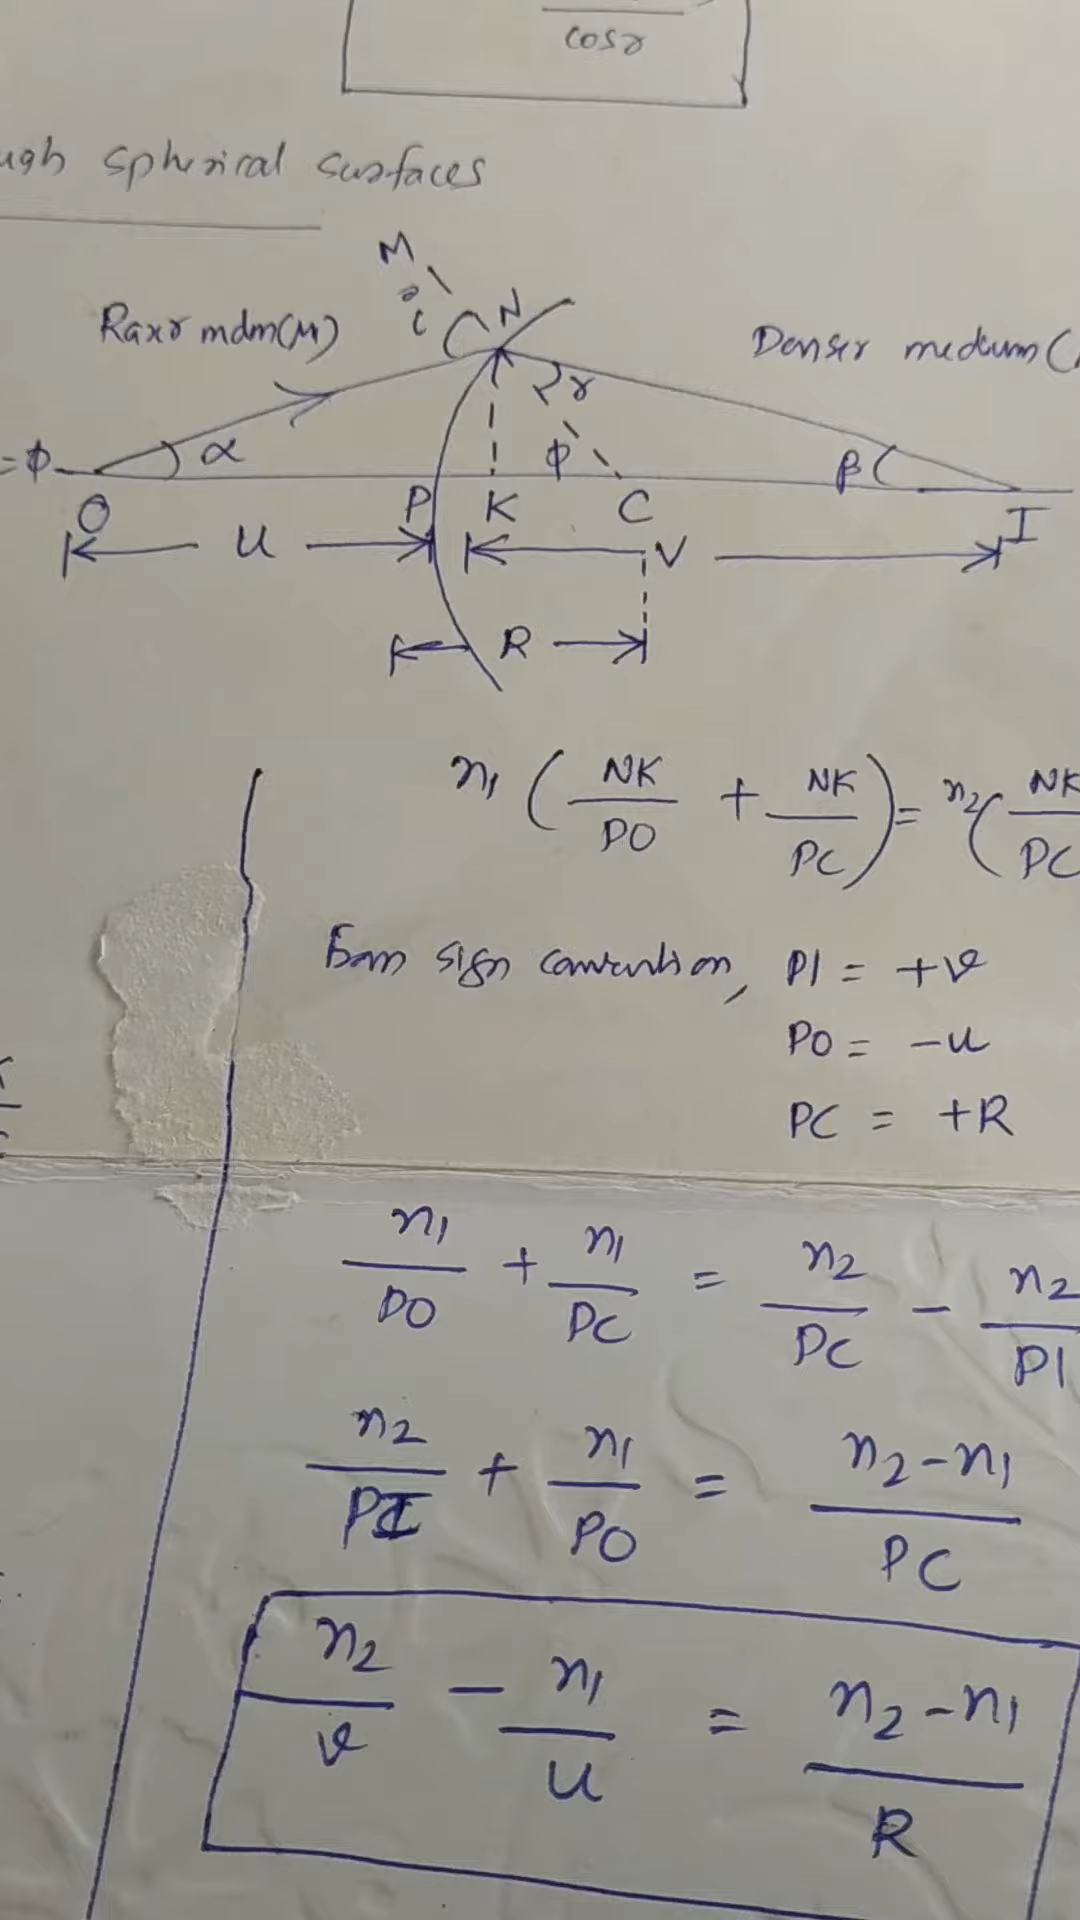 cosr
ugh spherical surfaces
M
i
N
Rarer mdm(μ)
Denser medium (
r
= Φ
α
Φ
β
O
P
K
C
I
u
V
R
n₁ ( NK/PO + NK/PC ) = n₂ ( NK/PC
From sign convention, PI = +v
PO = -u
PC = +R
n₁/PO + n₁/PC = n₂/PC - n₂/PI
n₂/PI + n₁/PO = n₂-n₁/PC
n₂/v - n₁/u = n₂-n₁/R